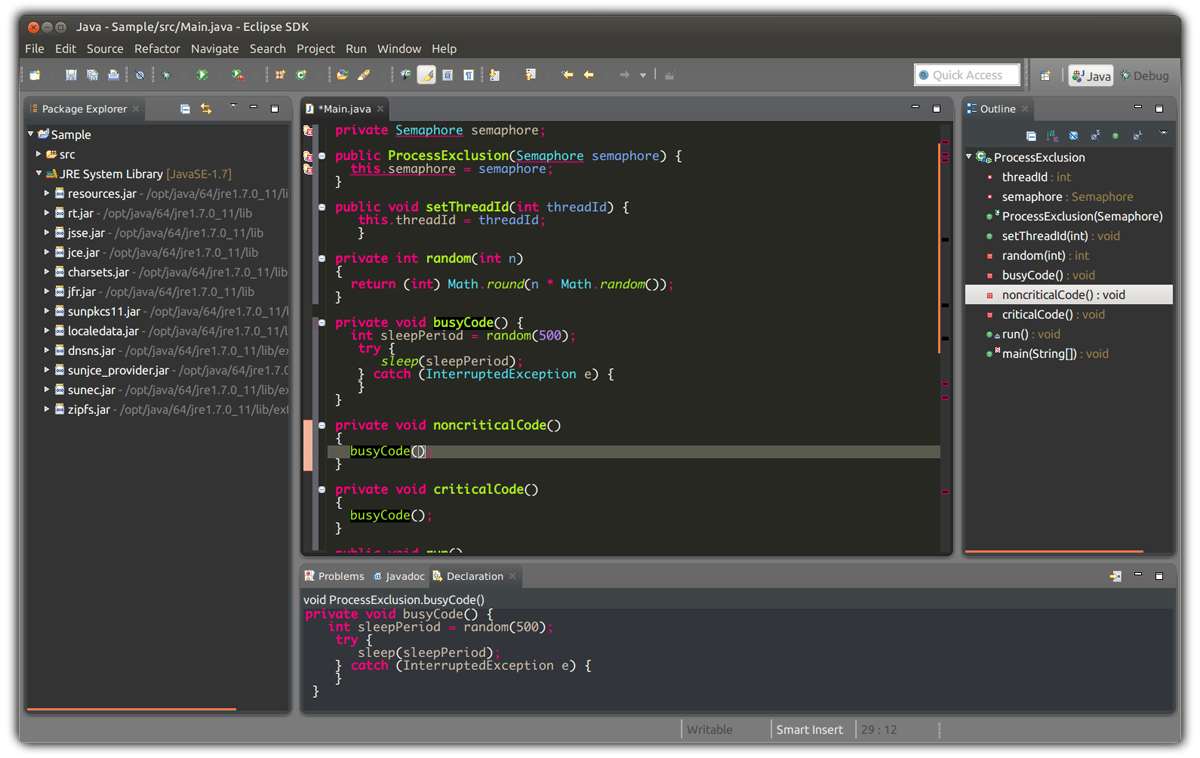 Java - Sample/src/Main.java - Eclipse SDK
File Edit Source Refactor Navigate Search Project Run Window Help
Quick Access
Java
Debug
Package Explorer
Sample
src
JRE System Library [JavaSE-1.7]
resources.jar - /opt/java/64/jre1.7.0_11/li
rt.jar - /opt/java/64/jre1.7.0_11/lib
jsse.jar - /opt/java/64/jre1.7.0_11/lib
jce.jar - /opt/java/64/jre1.7.0_11/lib
charsets.jar - /opt/java/64/jre1.7.0_11/lib
jfr.jar - /opt/java/64/jre1.7.0_11/lib
sunpkcs11.jar - /opt/java/64/jre1.7.0_11/l
localedata.jar - /opt/java/64/jre1.7.0_11/l
dnsns.jar - /opt/java/64/jre1.7.0_11/lib/ex
sunjce_provider.jar - /opt/java/64/jre1.7.0
sunec.jar - /opt/java/64/jre1.7.0_11/lib/ex
zipfs.jar - /opt/java/64/jre1.7.0_11/lib/ext
*Main.java
private Semaphore semaphore;
public ProcessExclusion(Semaphore semaphore) {
this.semaphore = semaphore;
}
public void setThreadId(int threadId) {
this.threadId = threadId;
}
private int random(int n)
{
return (int) Math.round(n * Math.random());
}
private void busyCode() {
int sleepPeriod = random(500);
try {
sleep(sleepPeriod);
} catch (InterruptedException e) {
}
}
private void noncriticalCode()
{
busyCode();
}
private void criticalCode()
{
busyCode();
}
public void run()
Outline
ProcessExclusion
threadId : int
semaphore : Semaphore
ProcessExclusion(Semaphore)
setThreadId(int) : void
random(int) : int
busyCode() : void
noncriticalCode() : void
criticalCode() : void
run() : void
main(String[]) : void
Problems
Javadoc
Declaration
void ProcessExclusion.busyCode()
private void busyCode() {
int sleepPeriod = random(500);
try {
sleep(sleepPeriod);
} catch (InterruptedException e) {
}
}
Writable
Smart Insert
29 : 12